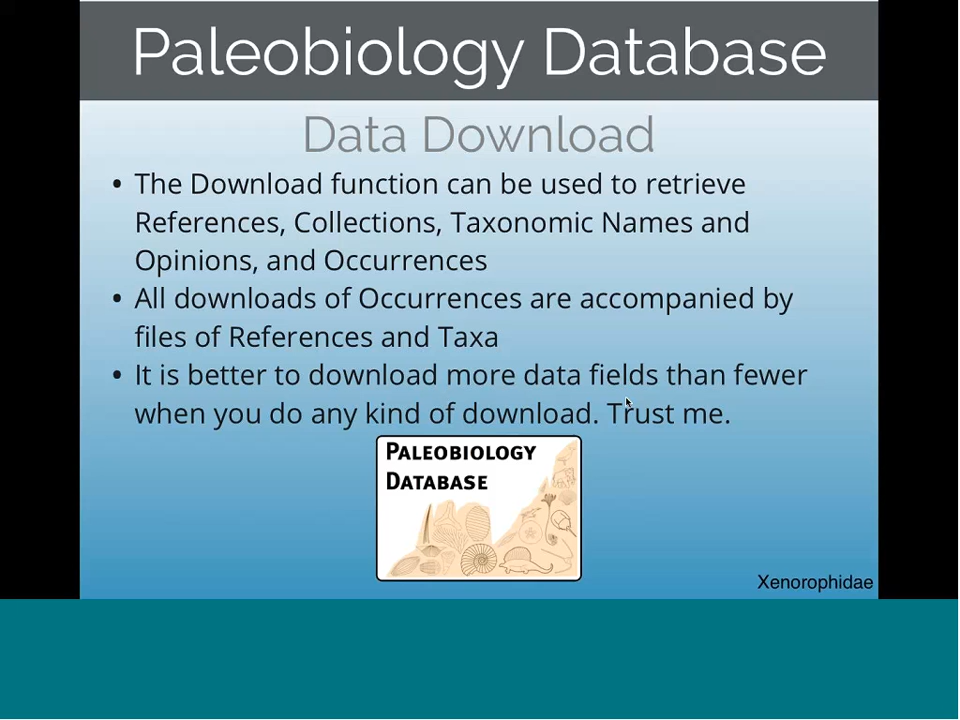 Paleobiology Database
Data Download
• The Download function can be used to retrieve
References, Collections, Taxonomic Names and
Opinions, and Occurrences
• All downloads of Occurrences are accompanied by
files of References and Taxa
• It is better to download more data fields than fewer
when you do any kind of download. Trust me.
PALEOBIOLOGY
DATABASE
Xenorophidae